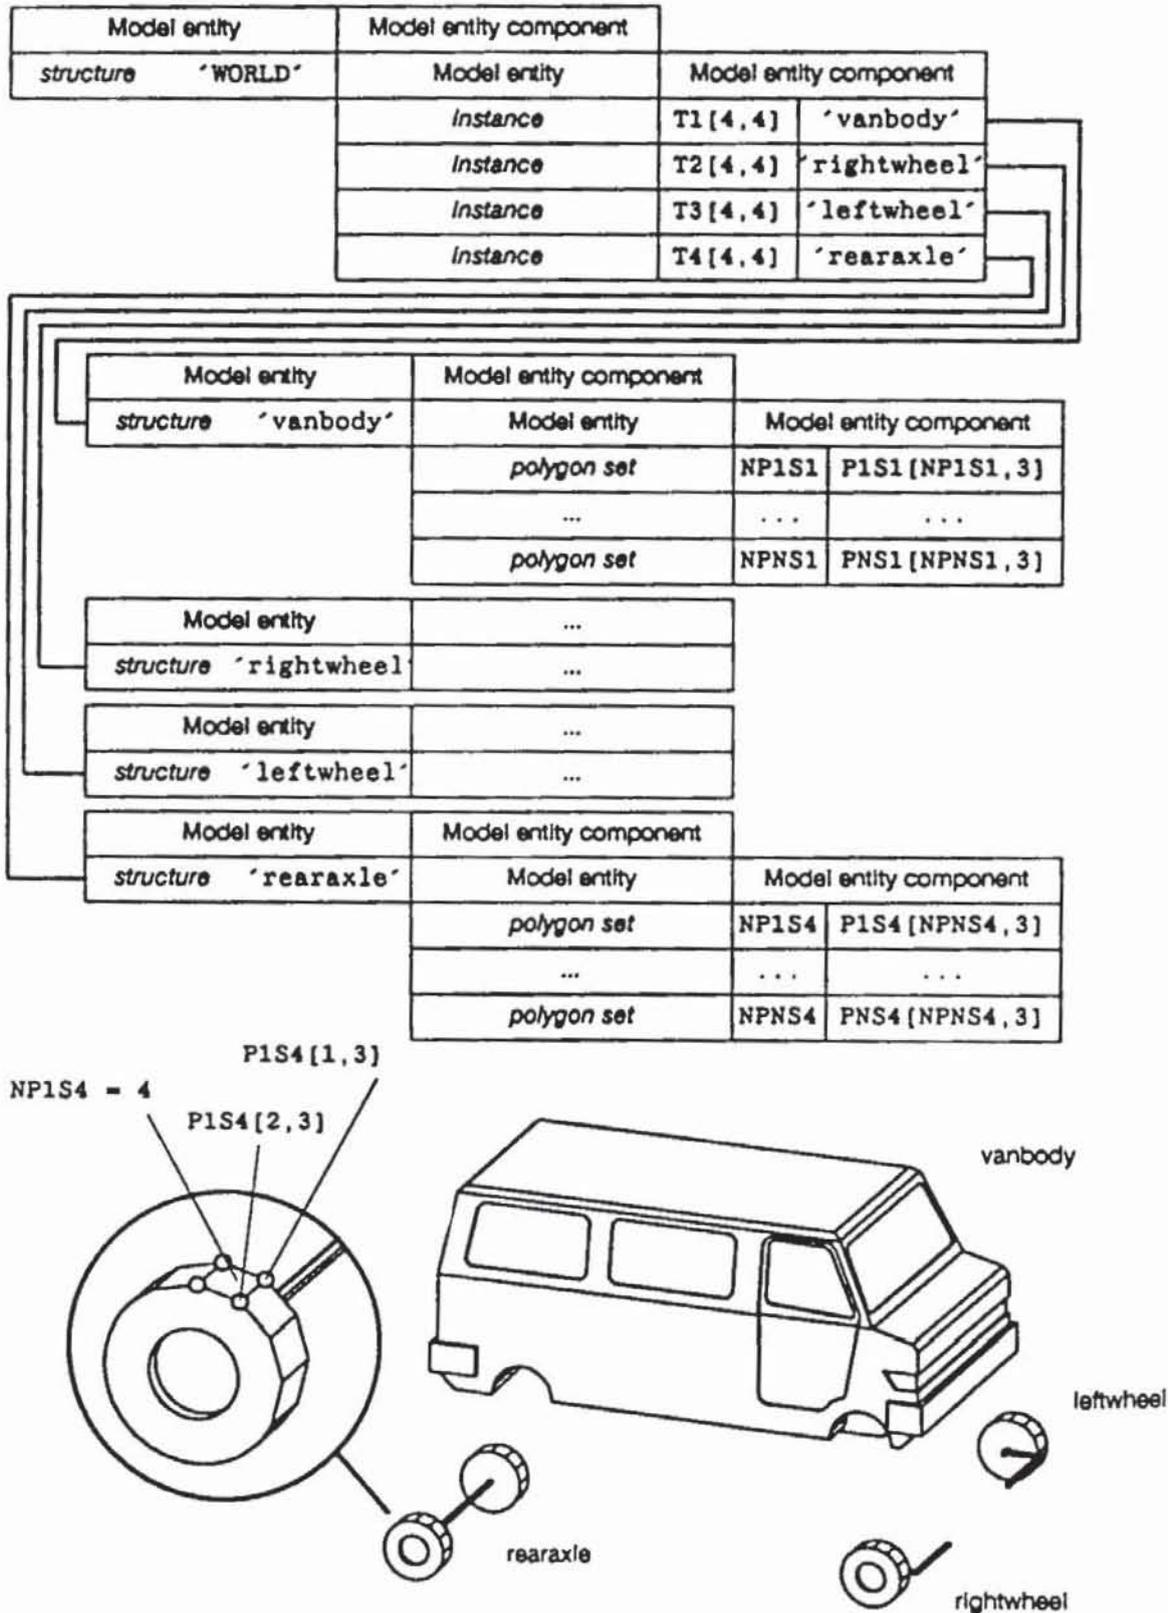 Model entity Model entity component
structure ´WORLD´ Model entity Model entity component
instance T1[4,4] ´vanbody´
instance T2[4,4] ´rightwheel´
instance T3[4,4] ´leftwheel´
instance T4[4,4] ´rearaxle´
Model entity Model entity component
structure ´vanbody´ Model entity Model entity component
polygon set NP1S1 P1S1[NP1S1,3]
... ... ...
polygon set NPNS1 PNS1[NPNS1,3]
Model entity ...
structure ´rightwheel´ ...
Model entity ...
structure ´leftwheel´ ...
Model entity Model entity component
structure ´rearaxle´ Model entity Model entity component
polygon set NP1S4 P1S4[NPNS4,3]
... ... ...
polygon set NPNS4 PNS4[NPNS4,3]
P1S4[1,3]
NP1S4 = 4
P1S4[2,3]
vanbody
leftwheel
rearaxle
rightwheel